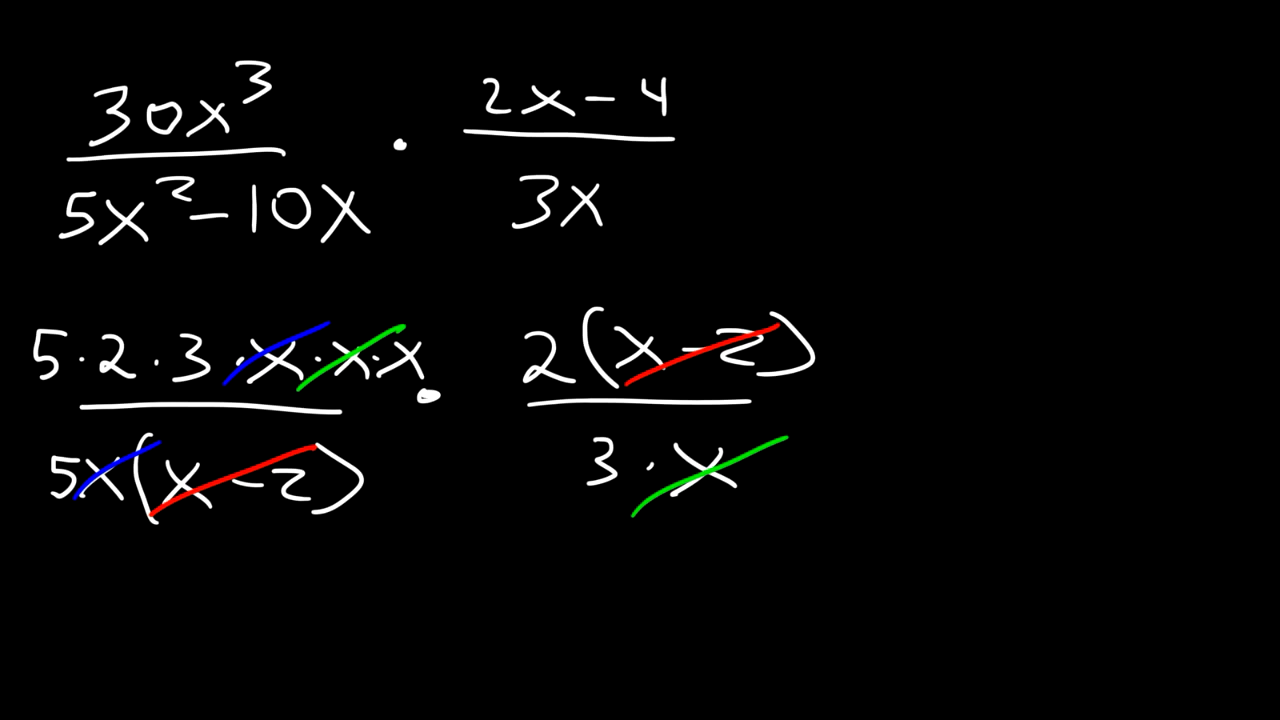 30x³ / 5x² - 10x · 2x - 4 / 3x
5 · 2 · 3 · x · x · x / 5x(x - 2) · 2(x - 2) / 3 · x